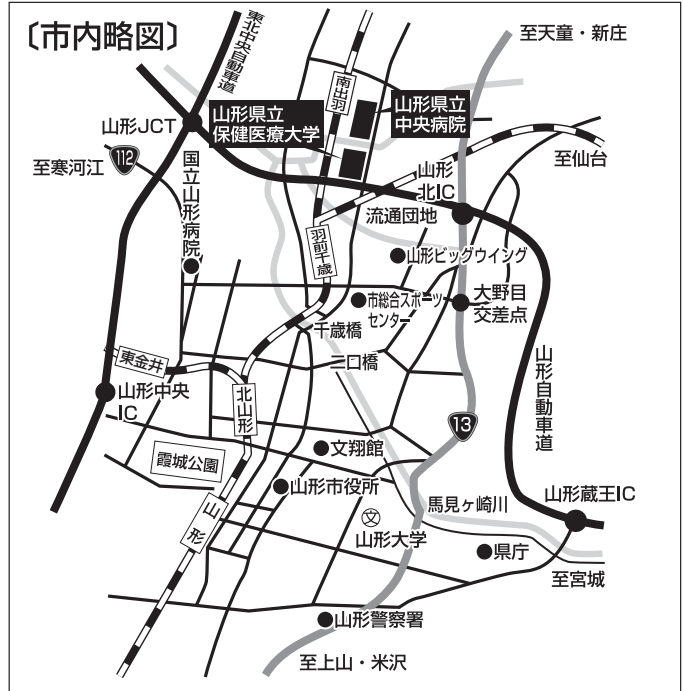 〔市内略図〕
東北中央自動車道
至天童・新庄
南出羽
山形県立
中央病院
山形県立
保健医療大学
山形JCT
至寒河江
112
国立山形病院
至仙台
山形
北IC
流通団地
羽前千歳
山形ビッグウイング
市総合スポーツ
センター
大野目
交差点
千歳橋
二口橋
東金井
山形中央
IC
北山形
山形自動車道
13
文翔館
霞城公園
山形市役所
馬見ヶ崎川
山形蔵王IC
山形
文
山形大学
県庁
至宮城
山形警察署
至上山・米沢